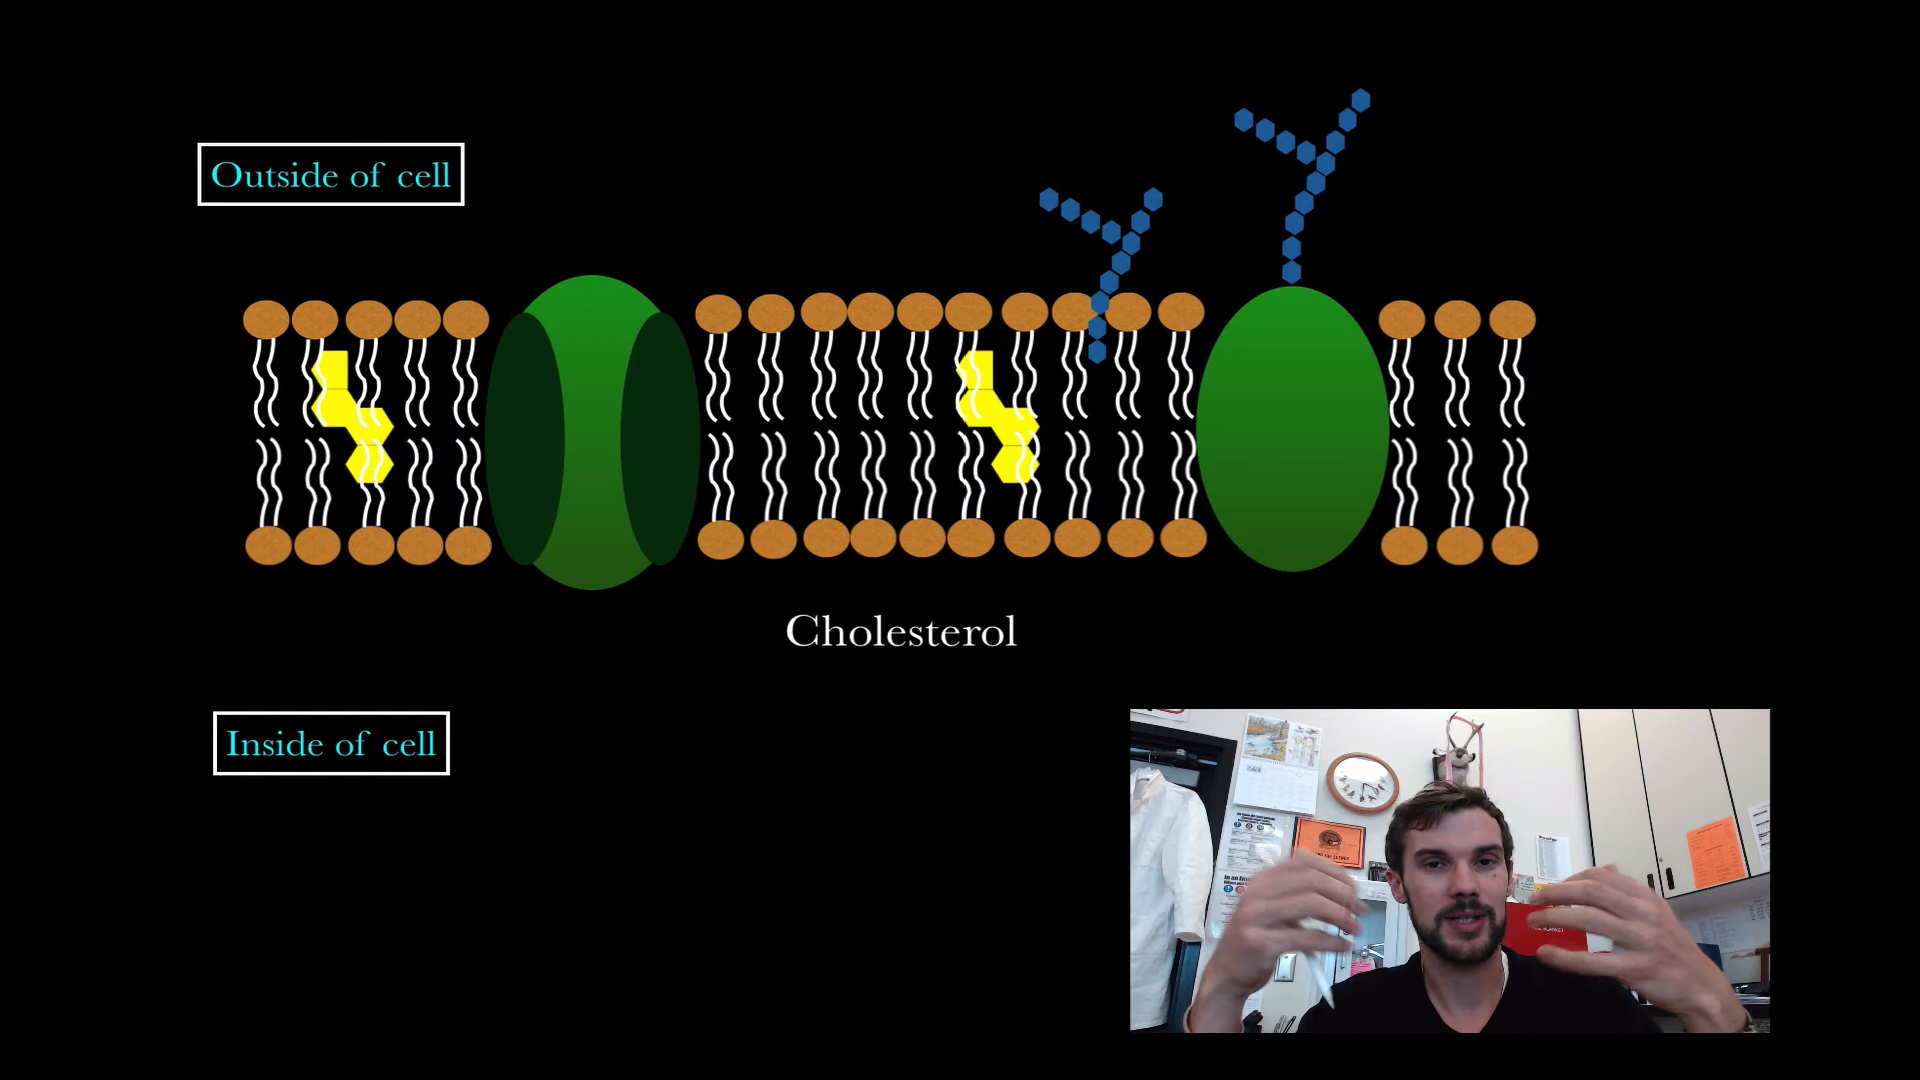 Outside of cell
Cholesterol
Inside of cell